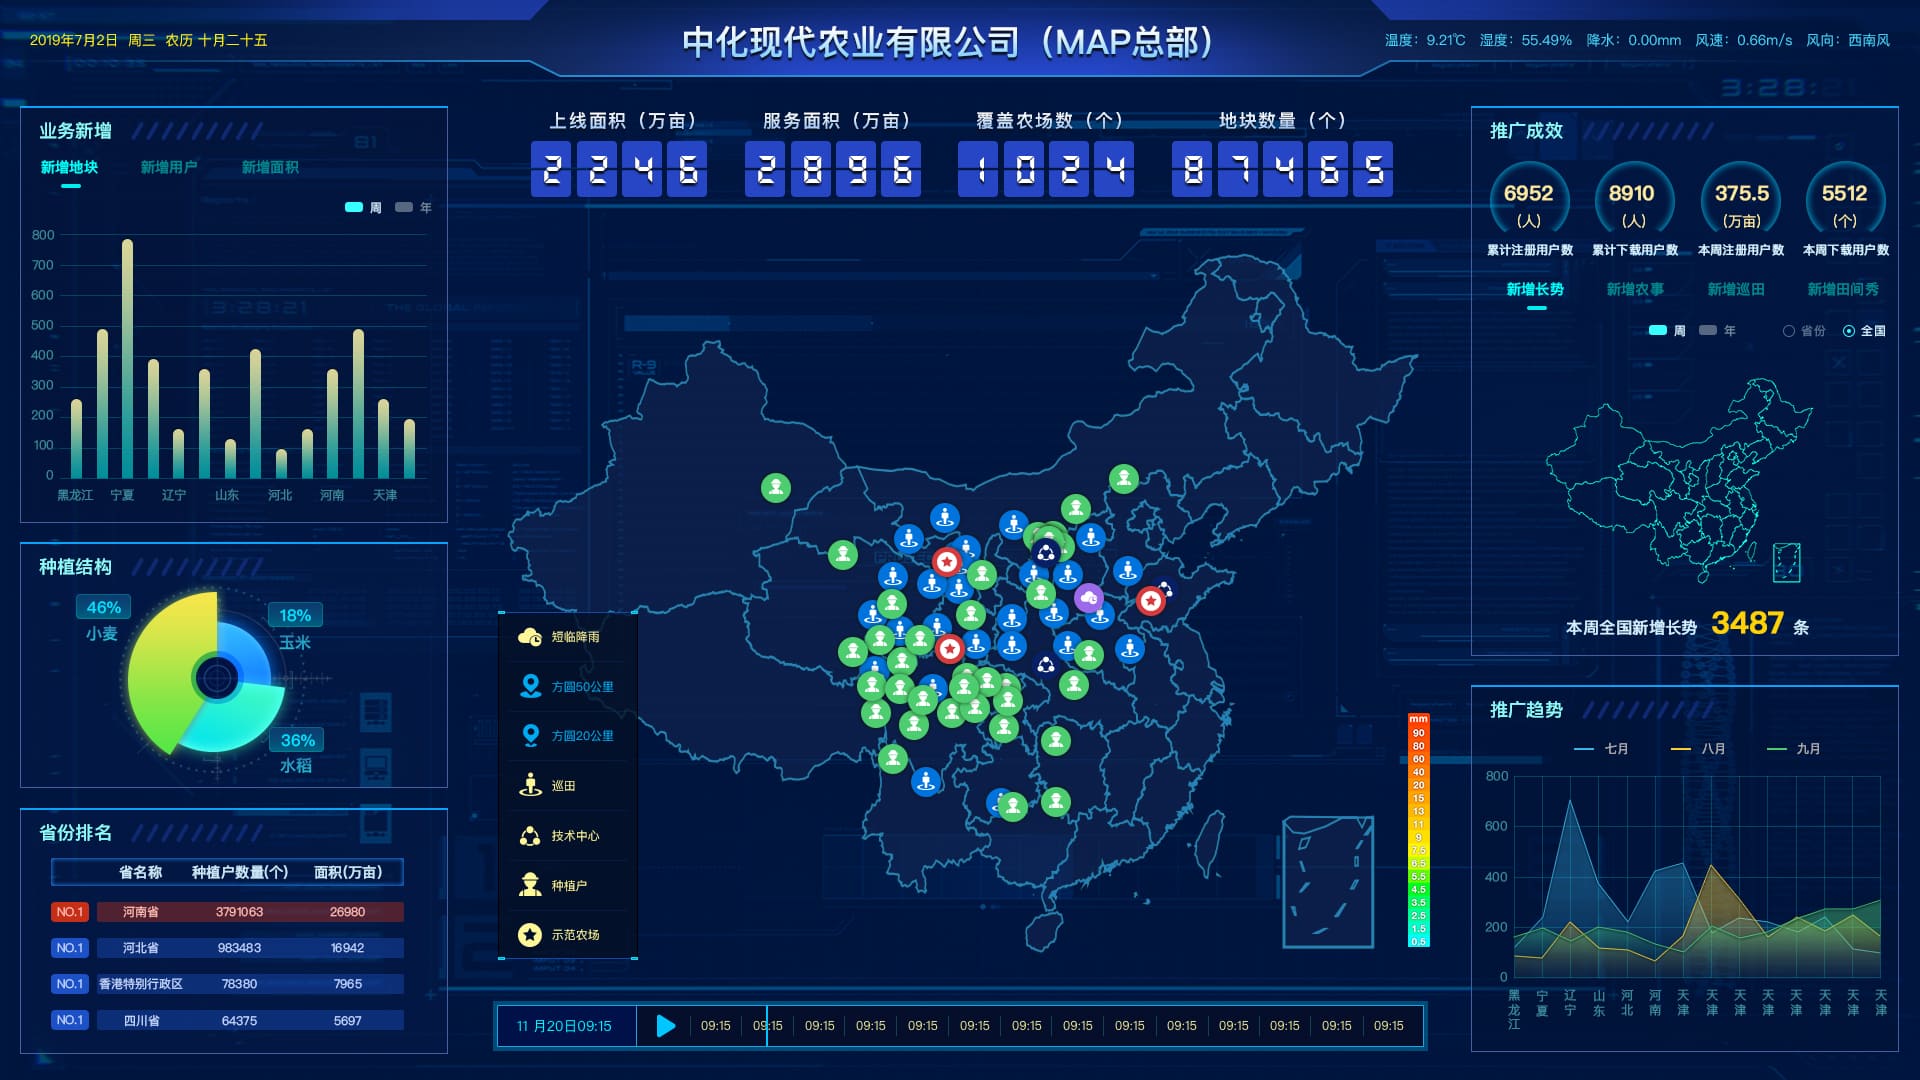 2019年7月2日 周三 农历 十月二十五
中化现代农业有限公司（MAP总部）
温度：9.21℃ 湿度：55.49% 降水：0.00mm 风速：0.66m/s 风向：西南风
业务新增
新增地块 新增用户 新增面积
周 年
800
700
600
500
400
300
200
100
0
黑龙江 宁夏 辽宁 山东 河北 河南 天津
种植结构
46%
小麦
18%
玉米
36%
水稻
省份排名
省名称 种植户数量(个) 面积(万亩)
NO.1 河南省 3791063 26980
NO.1 河北省 983483 16942
NO.1 香港特别行政区 78380 7965
NO.1 四川省 64375 5697
上线面积（万亩） 服务面积（万亩） 覆盖农场数（个） 地块数量（个）
2246 2896 1024 87465
3:28:21
R-9
短临降雨
方圆50公里
方圆20公里
巡田
技术中心
种植户
示范农场
mm
90
80
60
40
20
15
13
11
9
7.5
6.5
5.5
4.5
3.5
2.5
1.5
0.5
11 月20日09:15
09:15 09:15 09:15 09:15 09:15 09:15 09:15 09:15 09:15 09:15 09:15 09:15 09:15 09:15
推广成效
6952 8910 375.5 5512
(人) (人) (万亩) (个)
累计注册用户数 累计下载用户数 本周注册用户数 本周下载用户数
新增长势 新增农事 新增巡田 新增田间秀
周 年 省份 全国
本周全国新增长势 3487 条
推广趋势
七月 八月 九月
800
600
400
200
0
黑龙江 宁夏 辽宁 山东 河北 河南 天津 天津 天津 天津 天津 天津 天津 天津